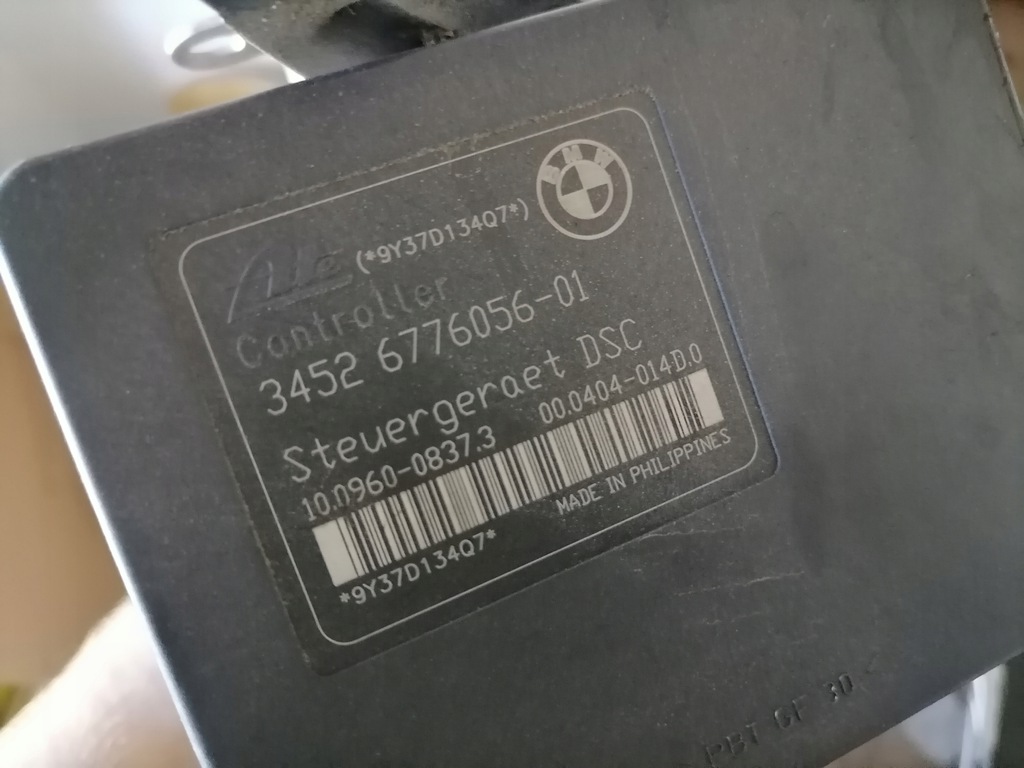 Ate (*9Y37D134Q7*) BMW
Controller
3452 6776056-01
Steuergeraet DSC
10.0960-0837.3 00.0404-014D.0
MADE IN PHILIPPINES
*9Y37D134Q7*
PBT GF 30 <